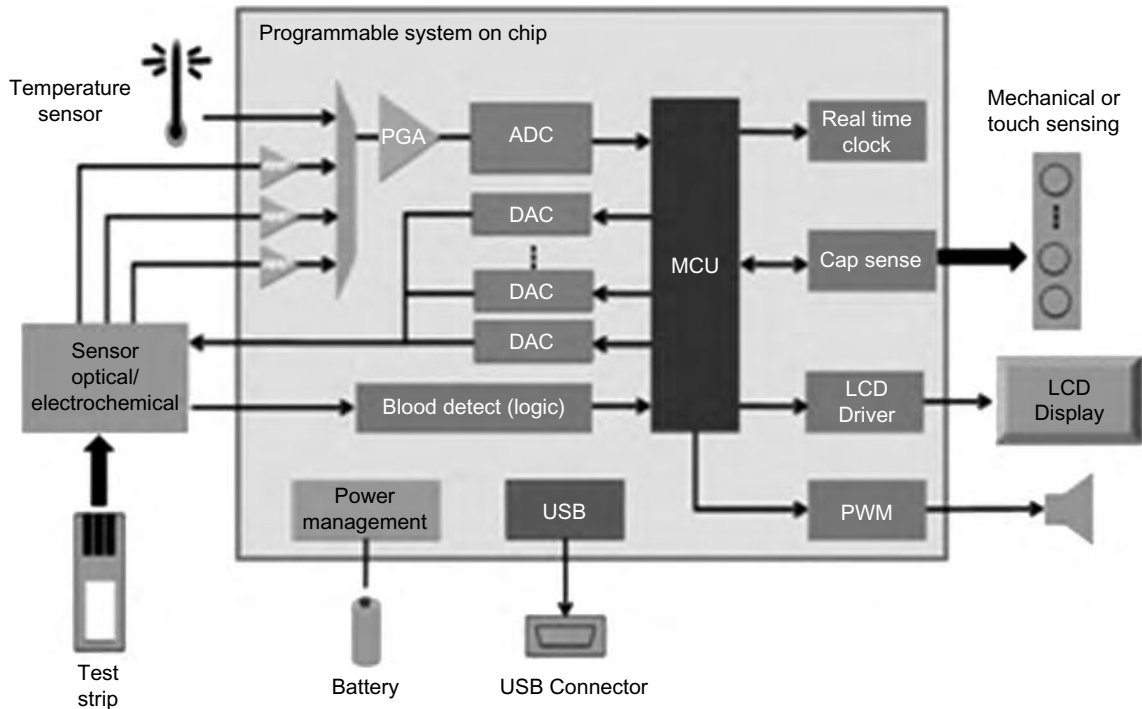 Programmable system on chip
Temperature
sensor
PGA
ADC
Real time
clock
Mechanical or
touch sensing
DAC
MCU
Cap sense
DAC
DAC
Sensor
optical/
electrochemical
Blood detect (logic)
LCD
Driver
LCD
Display
Power
management
USB
PWM
Test
strip
Battery
USB Connector